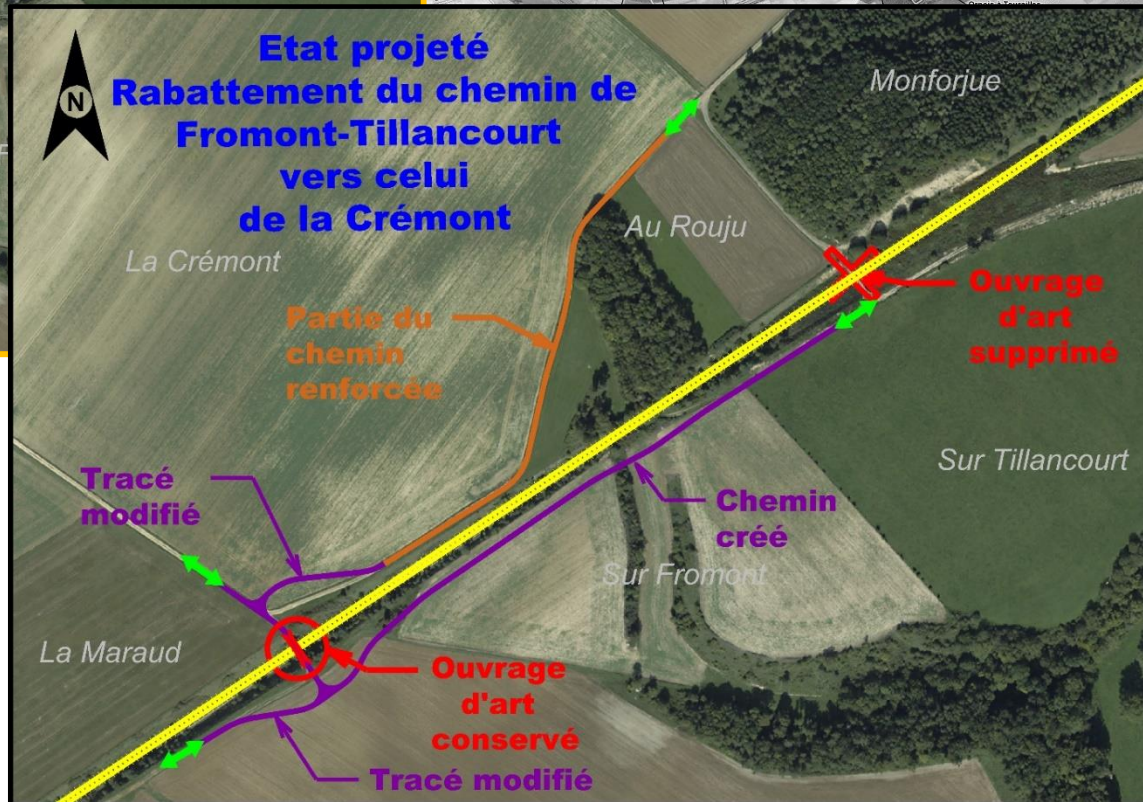 Etat projeté
Rabattement du chemin de
Fromont-Tillancourt
vers celui
de la Crémont
N
Monforjue
La Crémont
Au Rouju
Partie du
chemin
renforcée
Ouvrage
d'art
supprimé
Sur Tillancourt
Tracé
modifié
Chemin
créé
Sur Fromont
La Maraud
Ouvrage
d'art
conservé
Tracé modifié